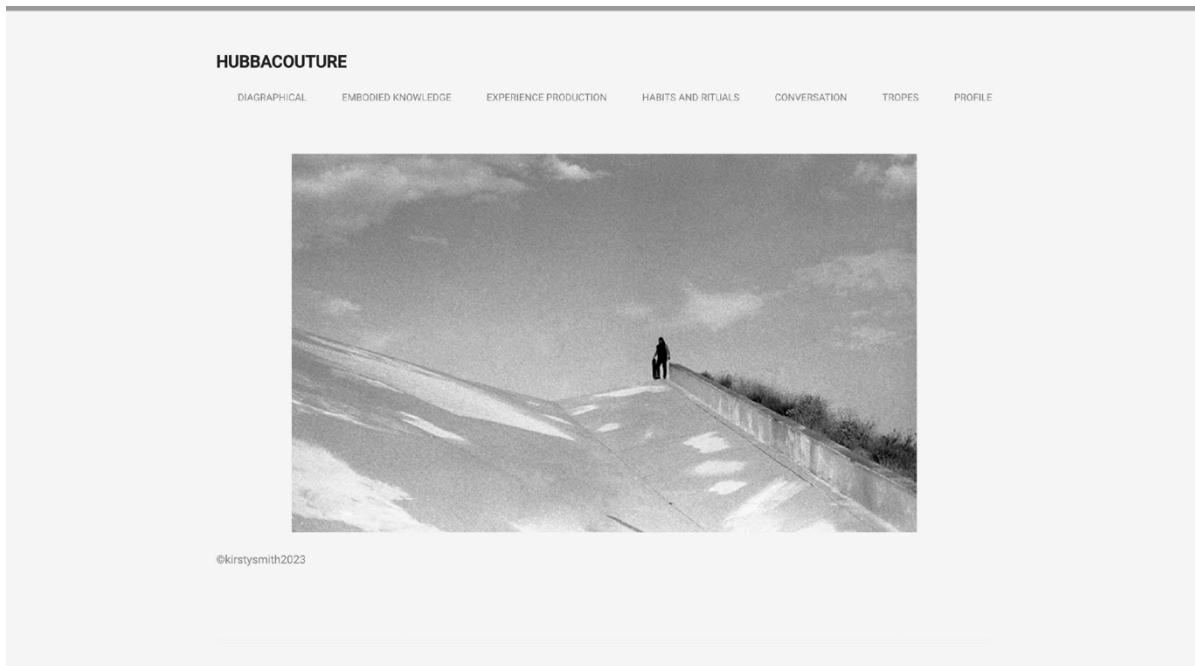 HUBBACOUTURE
DIAGRAPHICAL EMBODIED KNOWLEDGE EXPERIENCE PRODUCTION HABITS AND RITUALS CONVERSATION TROPES PROFILE
©kirstysmith2023